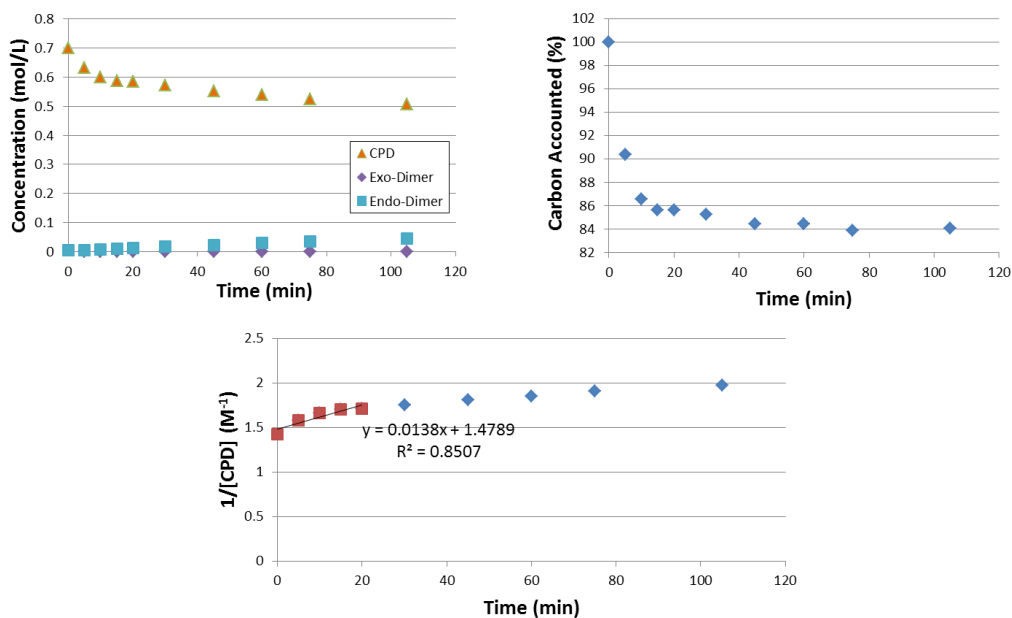 Concentration (mol/L)
0.8
0.7
0.6
0.5
0.4
0.3
0.2
0.1
0
CPD
Exo-Dimer
Endo-Dimer
0 20 40 60 80 100 120
Time (min)
Carbon Accounted (%)
102
100
98
96
94
92
90
88
86
84
82
0 20 40 60 80 100 120
Time (min)
1/[CPD] (M⁻¹)
2.5
2
1.5
1
0.5
0
y = 0.0138x + 1.4789
R² = 0.8507
0 20 40 60 80 100 120
Time (min)